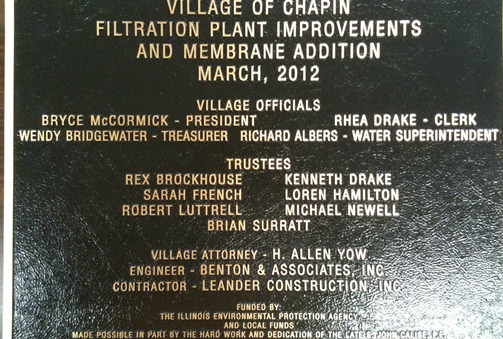 VILLAGE OF CHAPIN
FILTRATION PLANT IMPROVEMENTS
AND MEMBRANE ADDITION
MARCH, 2012
VILLAGE OFFICIALS
BRYCE McCORMICK - PRESIDENT RHEA DRAKE - CLERK
WENDY BRIDGEWATER - TREASURER RICHARD ALBERS - WATER SUPERINTENDENT
TRUSTEES
REX BROCKHOUSE KENNETH DRAKE
SARAH FRENCH LOREN HAMILTON
ROBERT LUTTRELL MICHAEL NEWELL
BRIAN SURRATT
VILLAGE ATTORNEY - H. ALLEN YOW
ENGINEER - BENTON & ASSOCIATES, INC.
CONTRACTOR - LEANDER CONSTRUCTION, INC
FUNDED BY:
THE ILLINOIS ENVIRONMENTAL PROTECTION AGENCY
AND LOCAL FUNDS
MADE POSSIBLE IN PART BY THE HARD WORK AND DEDICATION OF THE LATE JOHN CALISE, P.E.